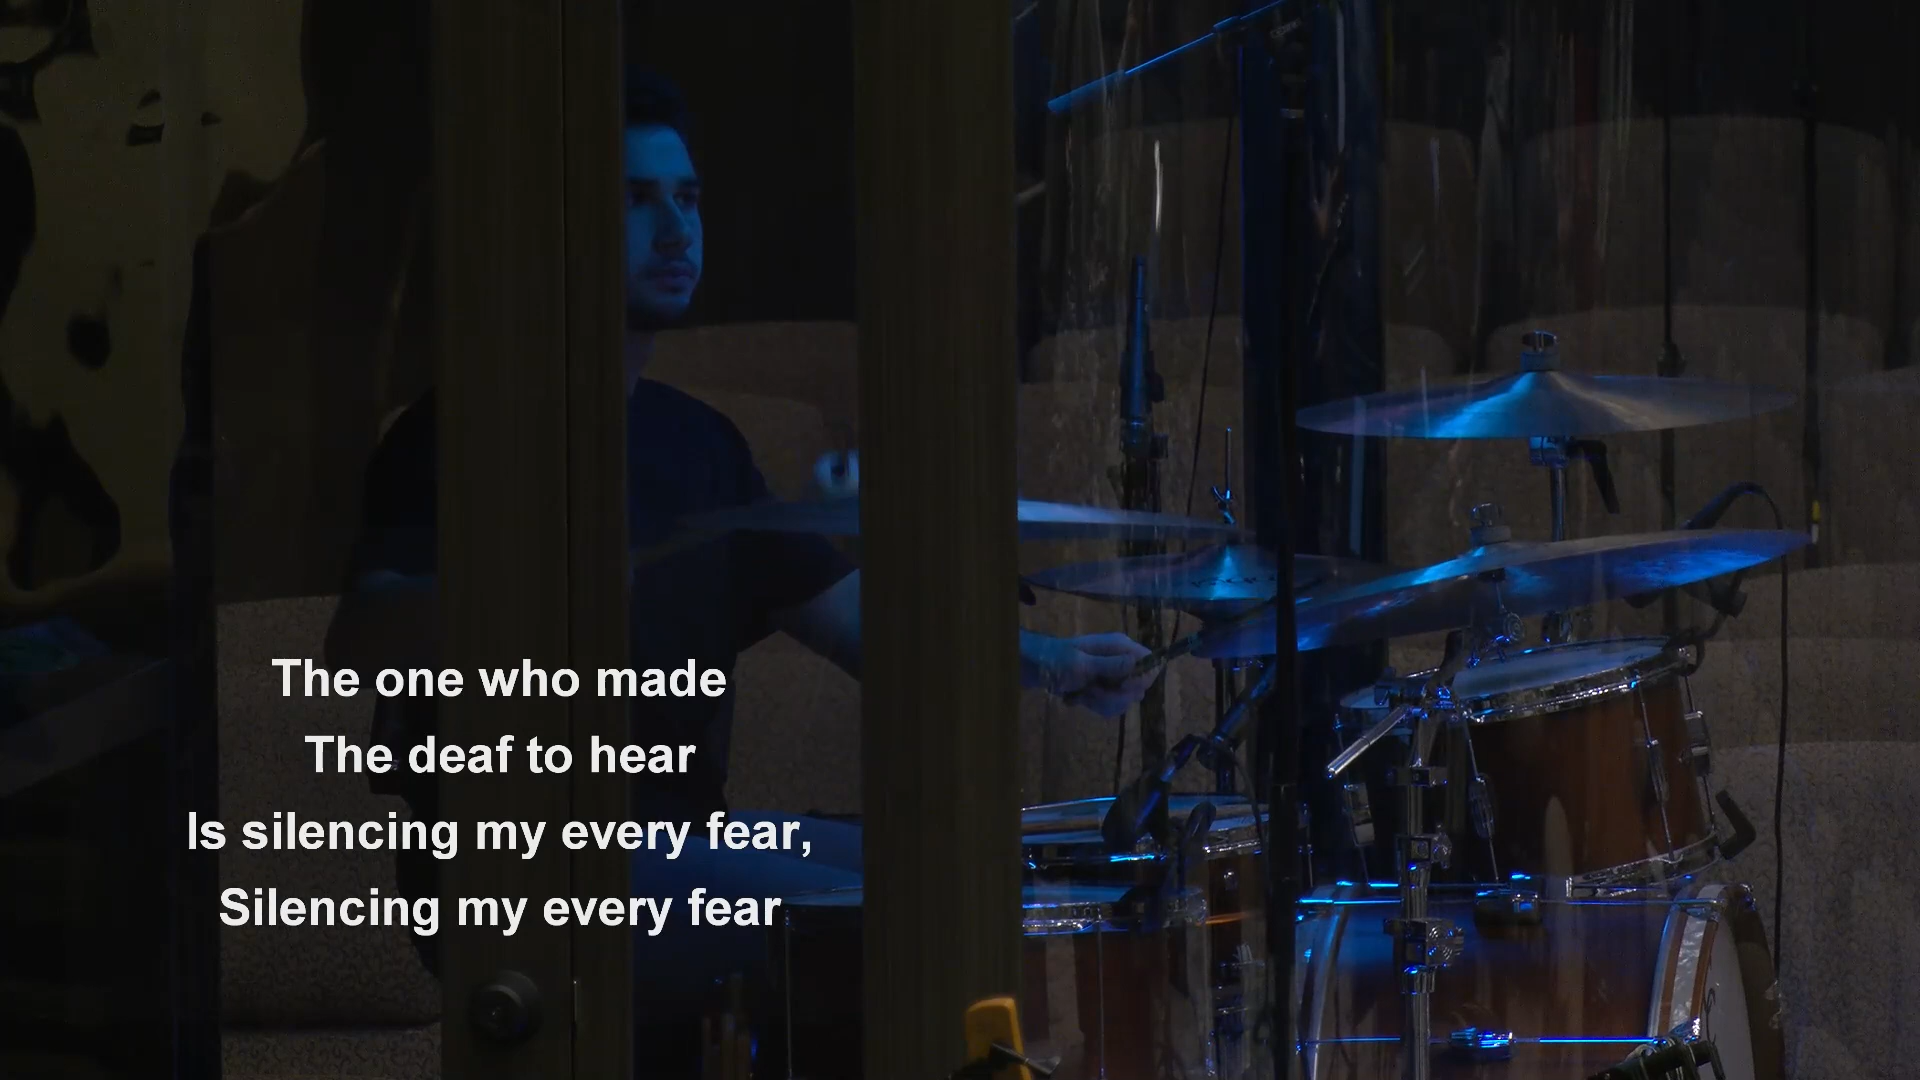 The one who made
The deaf to hear
Is silencing my every fear,
Silencing my every fear